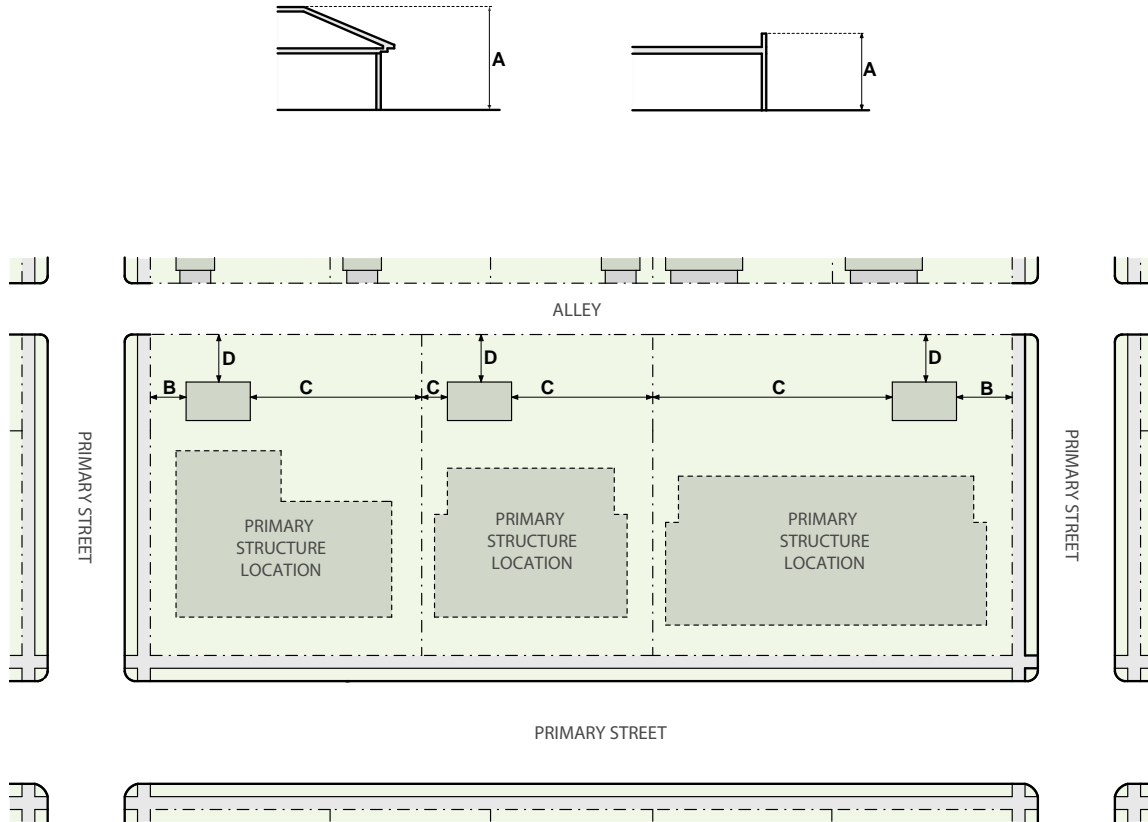 A
A
ALLEY
D
D
D
B
C
C
C
C
B
PRIMARY STREET
PRIMARY STREET
PRIMARY
STRUCTURE
LOCATION
PRIMARY
STRUCTURE
LOCATION
PRIMARY
STRUCTURE
LOCATION
PRIMARY STREET